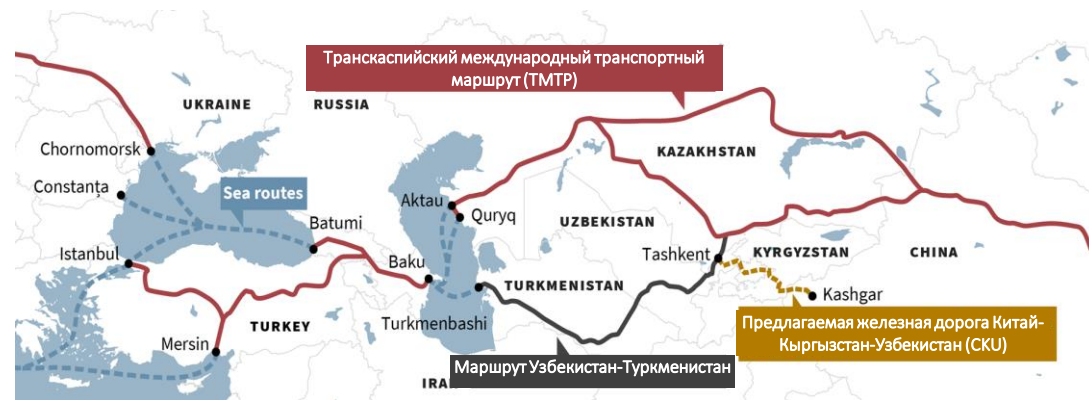 Транскаспийский международный транспортный
маршрут (ТМТР)
UKRAINE
RUSSIA
Chornomorsk
KAZAKHSTAN
Constanța
Sea routes
Aktau
Quryq
Batumi
UZBEKISTAN
Istanbul
Baku
Tashkent
KYRGYZSTAN
CHINA
TURKMENISTAN
Kashgar
Turkmenbashi
TURKEY
Mersin
Предлагаемая железная дорога Китай-
Кыргызстан-Узбекистан (CKU)
Маршрут Узбекистан-Туркменистан
IRAN